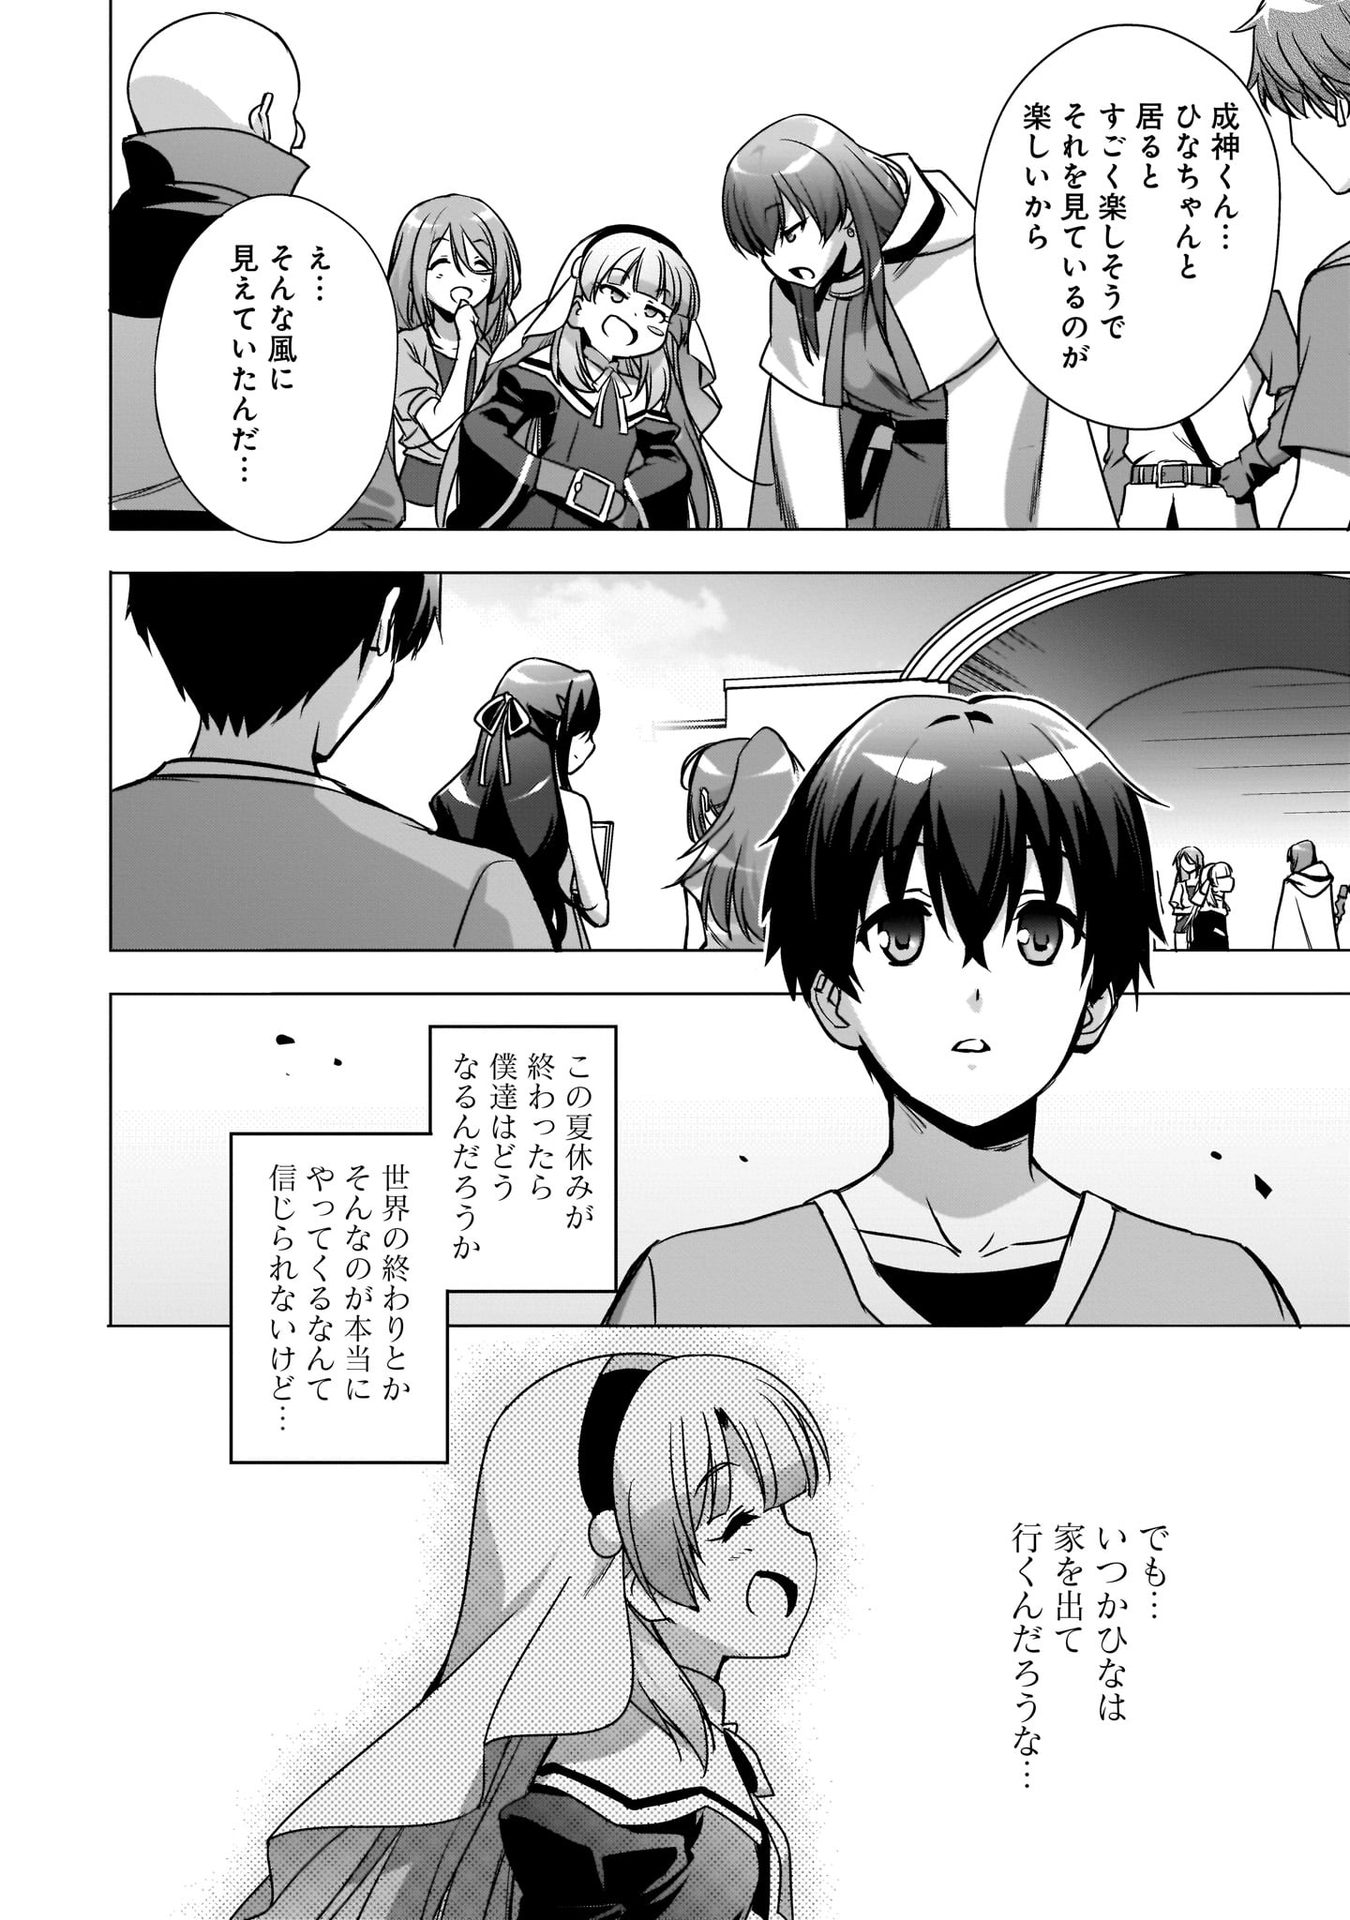 成神くん…
ひなちゃんと
居ると
すごく楽しそうで
それを見ているのが
楽しいから
え…
そんな風に
見えていたんだ…
この夏休みが
終わったら
僕達はどう
なるんだろうか
世界の終わりとか
そんなのが本当に
やってくるなんて
信じられないけど…
でも…
いつかひなは
家を出て
行くんだろうな…